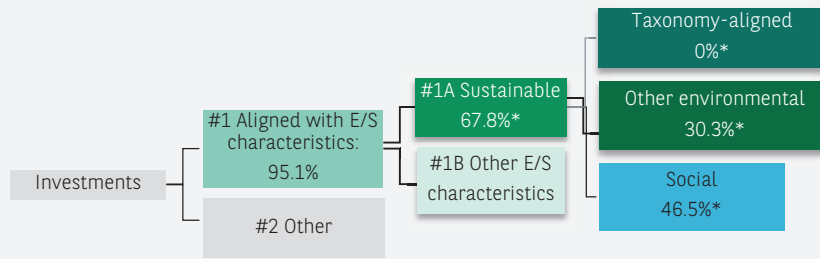 Taxonomy-aligned
0%*
#1A Sustainable
67.8%*
Other environmental
30.3%*
#1 Aligned with E/S
characteristics:
95.1%
#1B Other E/S
characteristics
Investments
Social
46.5%*
#2 Other